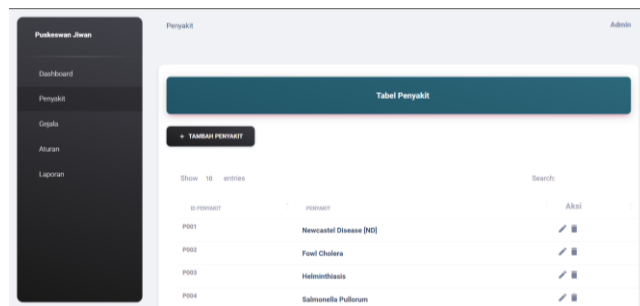 Puskeswan Jiwan
Penyakit
Admin
Dashboard
Penyakit
Gejala
Aturan
Laporan
Tabel Penyakit
+ TAMBAH PENYAKIT
Show 10 entries
Search:
ID PENYAKIT PENYAKIT Aksi
P001 Newcastel Disease [ND]
P002 Fowl Cholera
P003 Helminthiasis
P004 Salmonella Pullorum